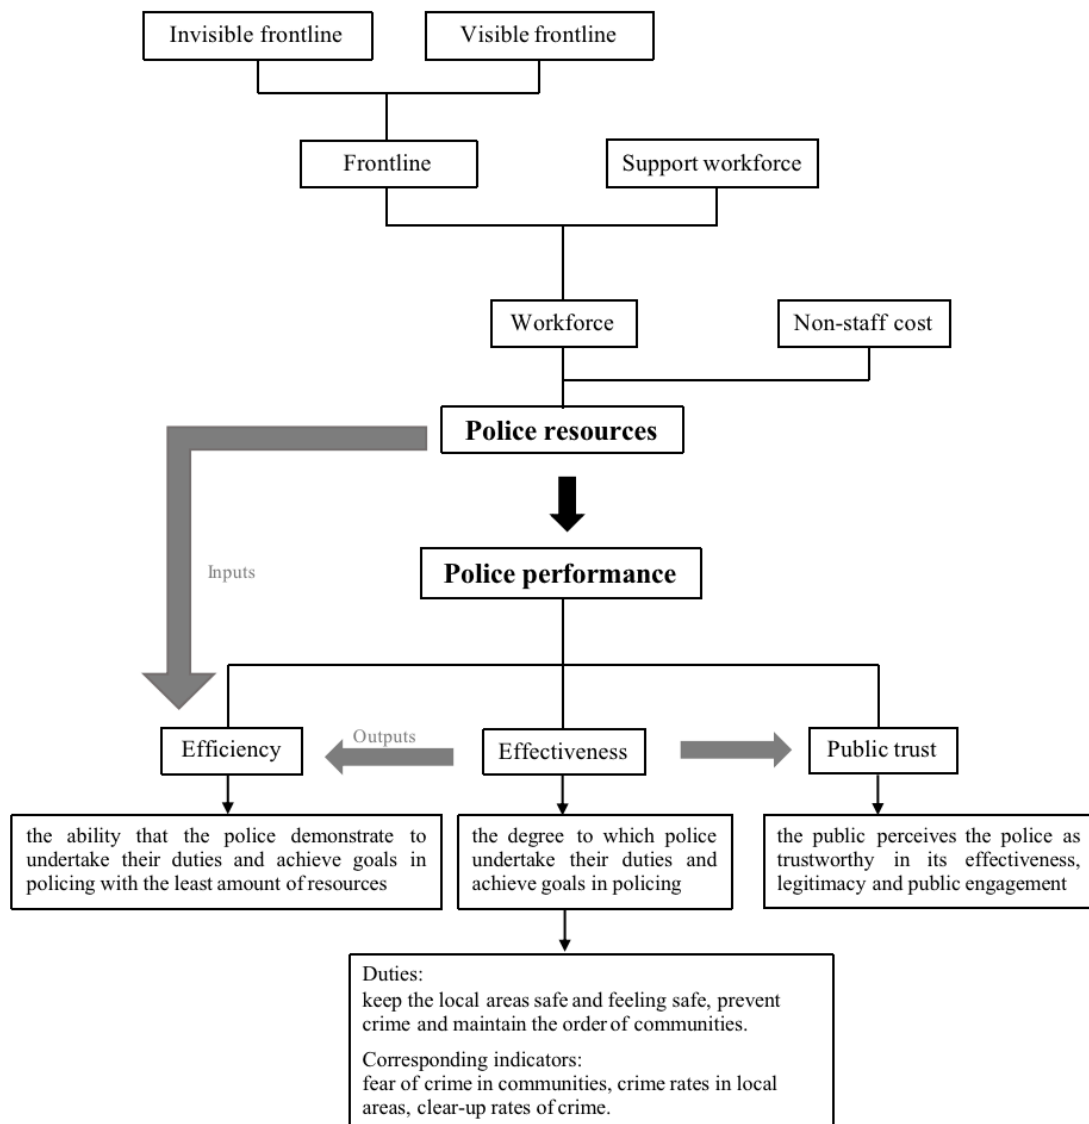 Invisible frontline
Visible frontline
Frontline
Support workforce
Workforce
Non-staff cost
Police resources
Inputs
Police performance
Efficiency
Outputs
Effectiveness
Public trust
the ability that the police demonstrate to
undertake their duties and achieve goals in
policing with the least amount of resources
the degree to which police
undertake their duties and
achieve goals in policing
the public perceives the police as
trustworthy in its effectiveness,
legitimacy and public engagement
Duties:
keep the local areas safe and feeling safe, prevent
crime and maintain the order of communities.
Corresponding indicators:
fear of crime in communities, crime rates in local
areas, clear-up rates of crime.